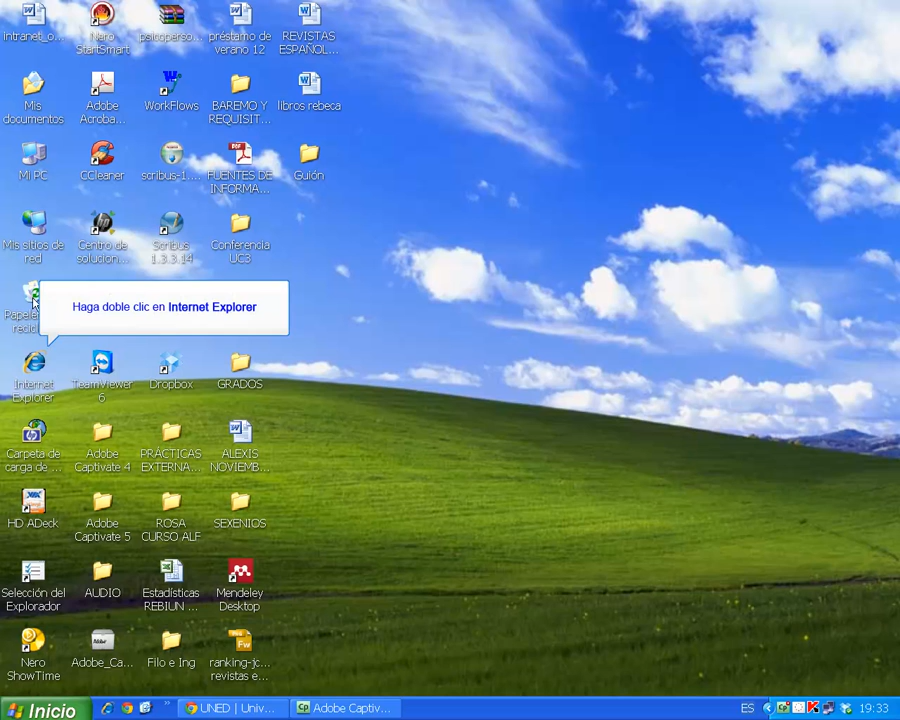 intranet_o...
Nero
StartSmart
ipsicoperso...
préstamo de
verano 12
REVISTAS
ESPAÑOL...
Mis
documentos
Adobe
Acroba...
WorkFlows
BAREMO Y
REQUISIT...
libros rebeca
Mi PC
CCleaner
scribus-1....
FUENTES DE
INFORMA...
Guión
Mis sitios de
red
Centro de
solucion...
Scribus
1.3.3.14
Conferencia
UC3
Haga doble clic en Internet Explorer
Internet
Explorer
TeamViewer
6
Dropbox
GRADOS
Carpeta de
carga de ...
Adobe
Captivate 4
PRÁCTICAS
EXTERNA...
ALEXIS
NOVIEMB...
HD ADeck
Adobe
Captivate 5
ROSA
CURSO ALF
SEXENIOS
Selección del
Explorador
AUDIO
Estadísticas
REBIUN ...
Mendeley
Desktop
Nero
ShowTime
Adobe_Ca...
Filo e Ing
ranking-jc...
revistas e...
Inicio
UNED | Univ...
Adobe Captiv...
ES
19:33